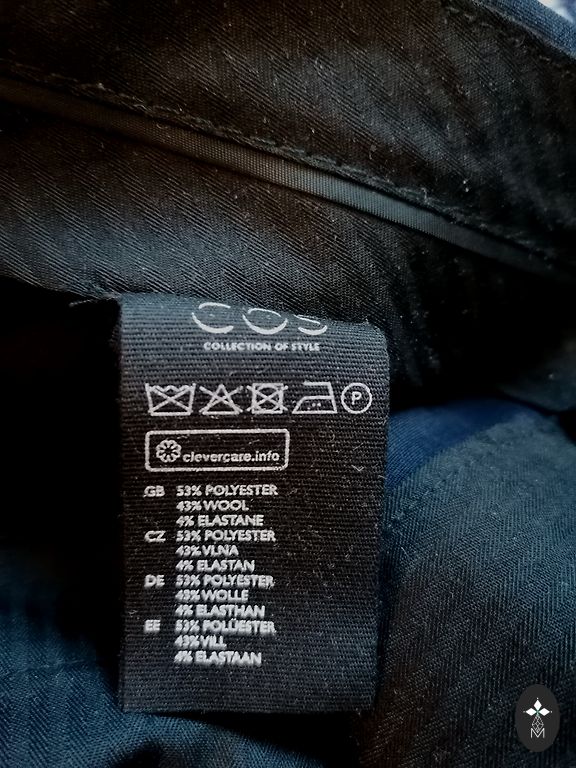 COS
COLLECTION OF STYLE
P
clevercare.info
GB 53% POLYESTER
43% WOOL
4% ELASTANE
CZ 53% POLYESTER
43% VLNA
4% ELASTAN
DE 53% POLYESTER
43% WOLLE
4% ELASTHAN
EE 53% POLÜESTER
43% VILL
4% ELASTAAN
M